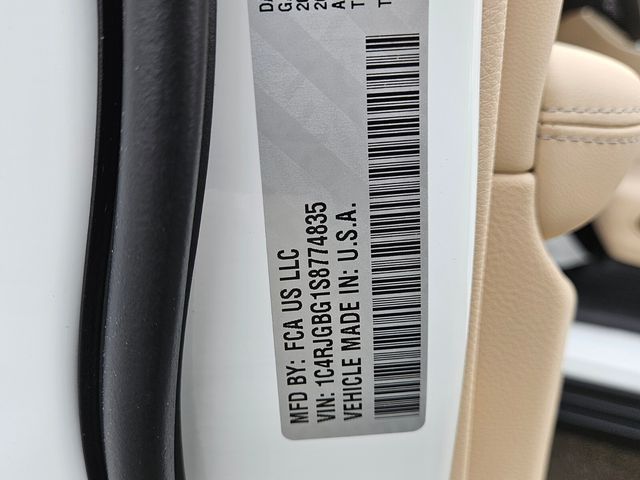 MFD BY: FCA US LLC
VIN: 1C4RJGBG1S8774835
VEHICLE MADE IN: U.S.A.